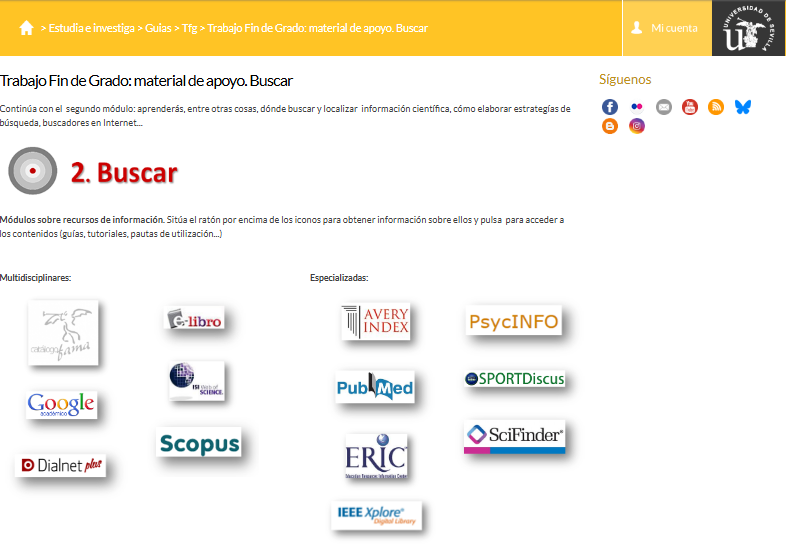 > Estudia e investiga > Guias > Tfg > Trabajo Fin de Grado: material de apoyo. Buscar
Mi cuenta
UNIVERSIDAD DE SEVILLA
Trabajo Fin de Grado: material de apoyo. Buscar
Síguenos
Continúa con el segundo módulo: aprenderás, entre otras cosas, dónde buscar y localizar información científica, cómo elaborar estrategías de
búsqueda, buscadores en Internet...
2. Buscar
Módulos sobre recursos de información. Sitúa el ratón por encima de los iconos para obtener información sobre ellos y pulsa para acceder a
los contenidos (guías, tutoriales, pautas de utilización...)
Multidisciplinares:
Especializadas:
catálogo fama
e-libro
AVERY
INDEX
PsycINFO
Google
académico
ISI Web of
SCIENCE.
PubMed
SPORTDiscus
Dialnet plus
Scopus
ERIC
SciFinder®
IEEE Xplore®
Digital Library